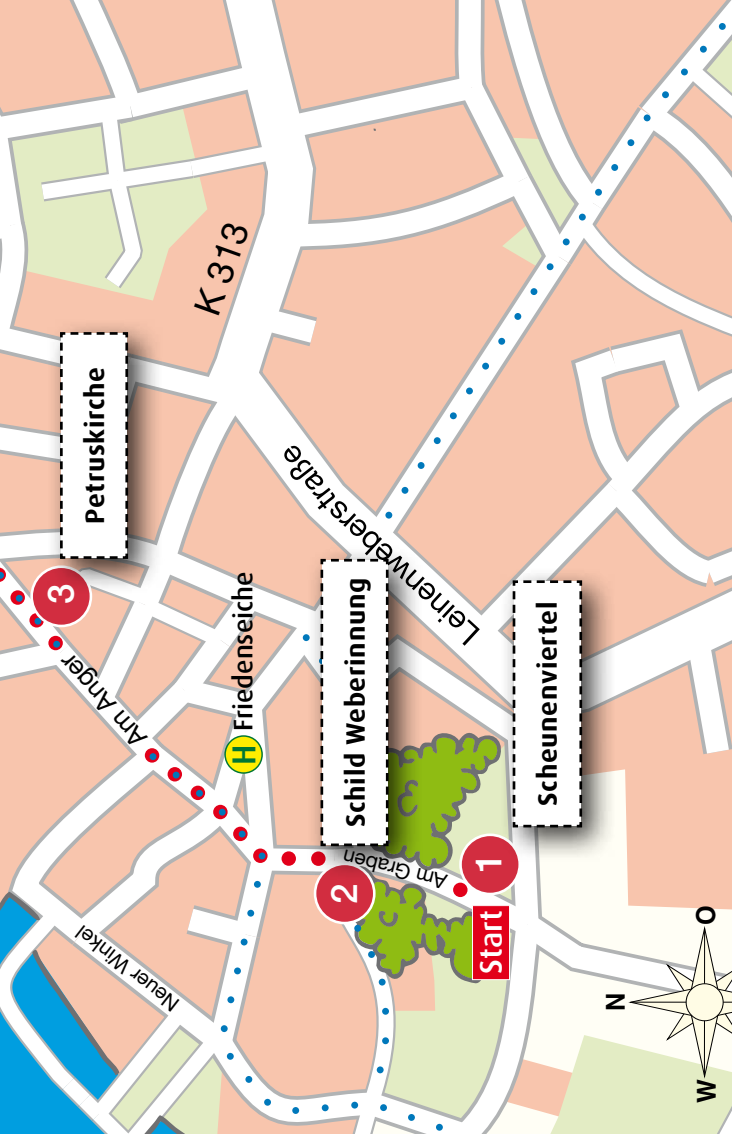 K 313
Petruskirche
3
Leinenweberstraße
Am Anger
H Friedenseiche
Schild Weberinnung
Scheunenviertel
Am Graben
2
1
Start
Neuer Winkel
N
O
W